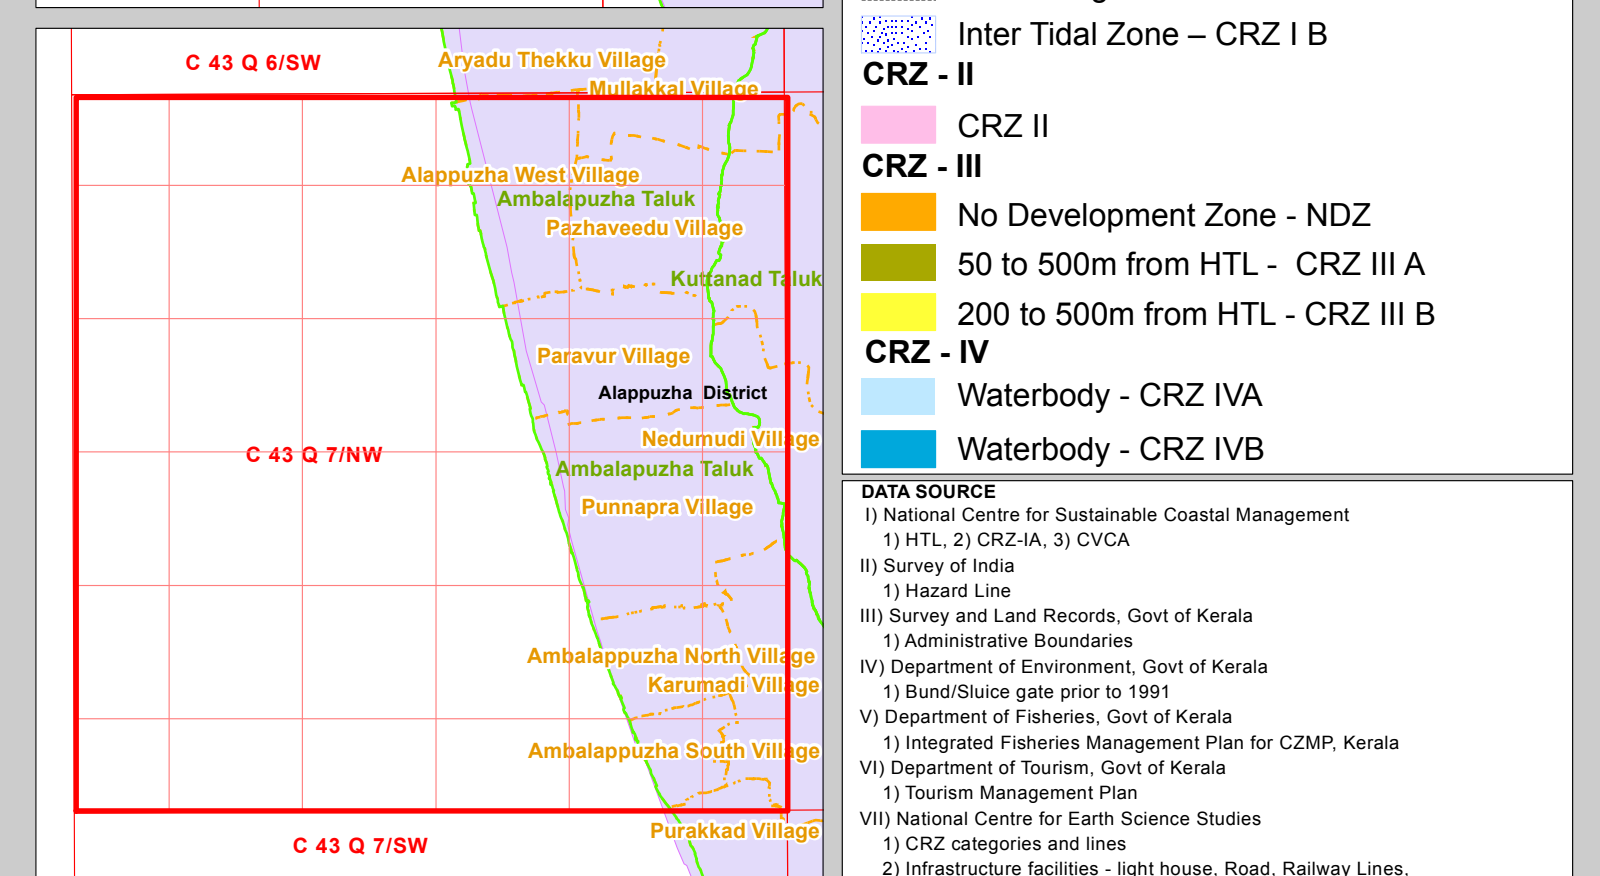 C 43 Q 6/SW
Aryadu Thekku Village
Mullakkal Village
Alappuzha West Village
Ambalapuzha Taluk
Pazhaveedu Village
Kuttanad Taluk
Paravur Village
Alappuzha District
Nedumudi Village
C 43 Q 7/NW
Ambalapuzha Taluk
Punnapra Village
Ambalappuzha North Village
Karumadi Village
Ambalappuzha South Village
Purakkad Village
C 43 Q 7/SW
Inter Tidal Zone – CRZ I B
CRZ - II
CRZ II
CRZ - III
No Development Zone - NDZ
50 to 500m from HTL - CRZ III A
200 to 500m from HTL - CRZ III B
CRZ - IV
Waterbody - CRZ IVA
Waterbody - CRZ IVB
DATA SOURCE
I) National Centre for Sustainable Coastal Management
1) HTL, 2) CRZ-IA, 3) CVCA
II) Survey of India
1) Hazard Line
III) Survey and Land Records, Govt of Kerala
1) Administrative Boundaries
IV) Department of Environment, Govt of Kerala
1) Bund/Sluice gate prior to 1991
V) Department of Fisheries, Govt of Kerala
1) Integrated Fisheries Management Plan for CZMP, Kerala
VI) Department of Tourism, Govt of Kerala
1) Tourism Management Plan
VII) National Centre for Earth Science Studies
1) CRZ categories and lines
2) Infrastructure facilities - light house, Road, Railway Lines,